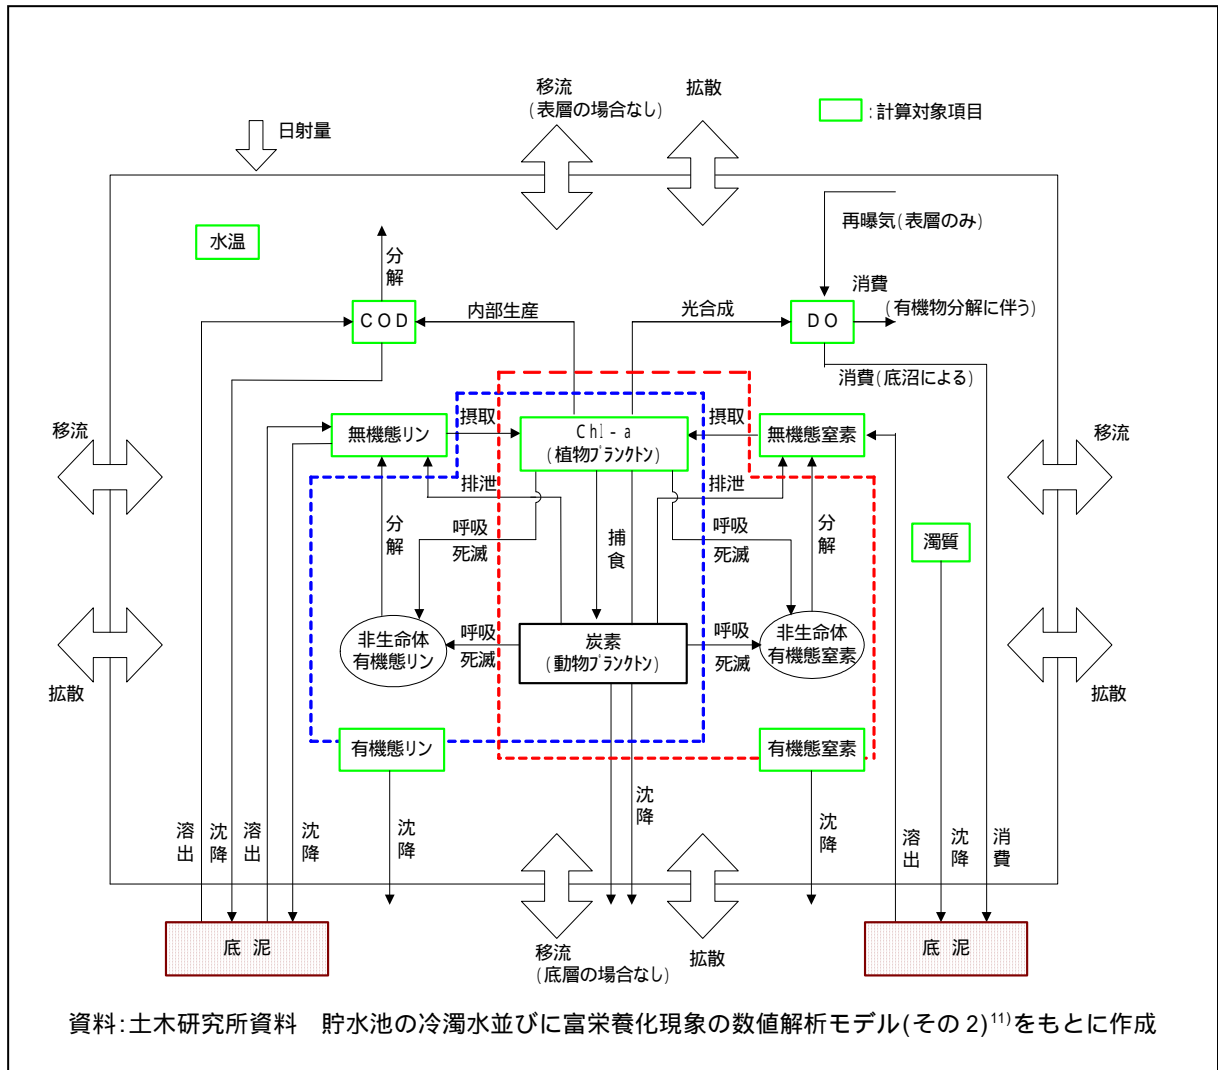 移流
(表層の場合なし)
拡散
:計算対象項目
日射量
再曝気(表層のみ)
水温
分解
消費
(有機物分解に伴う)
COD
内部生産
光合成
DO
消費(底沼による)
移流
無機態リン
摂取
Chl-a
(植物プランクトン)
摂取
無機態窒素
移流
排泄
排泄
分解
呼吸
死滅
捕食
呼吸
死滅
分解
濁質
非生命体
有機態リン
呼吸
死滅
炭素
(動物プランクトン)
呼吸
死滅
非生命体
有機態窒素
拡散
拡散
有機態リン
有機態窒素
溶出
沈降
溶出
沈降
沈降
沈降
沈降
溶出
沈降
消費
底泥
移流
(底層の場合なし)
拡散
底泥
資料:土木研究所資料 貯水池の冷濁水並びに富栄養化現象の数値解析モデル(その2)11)をもとに作成